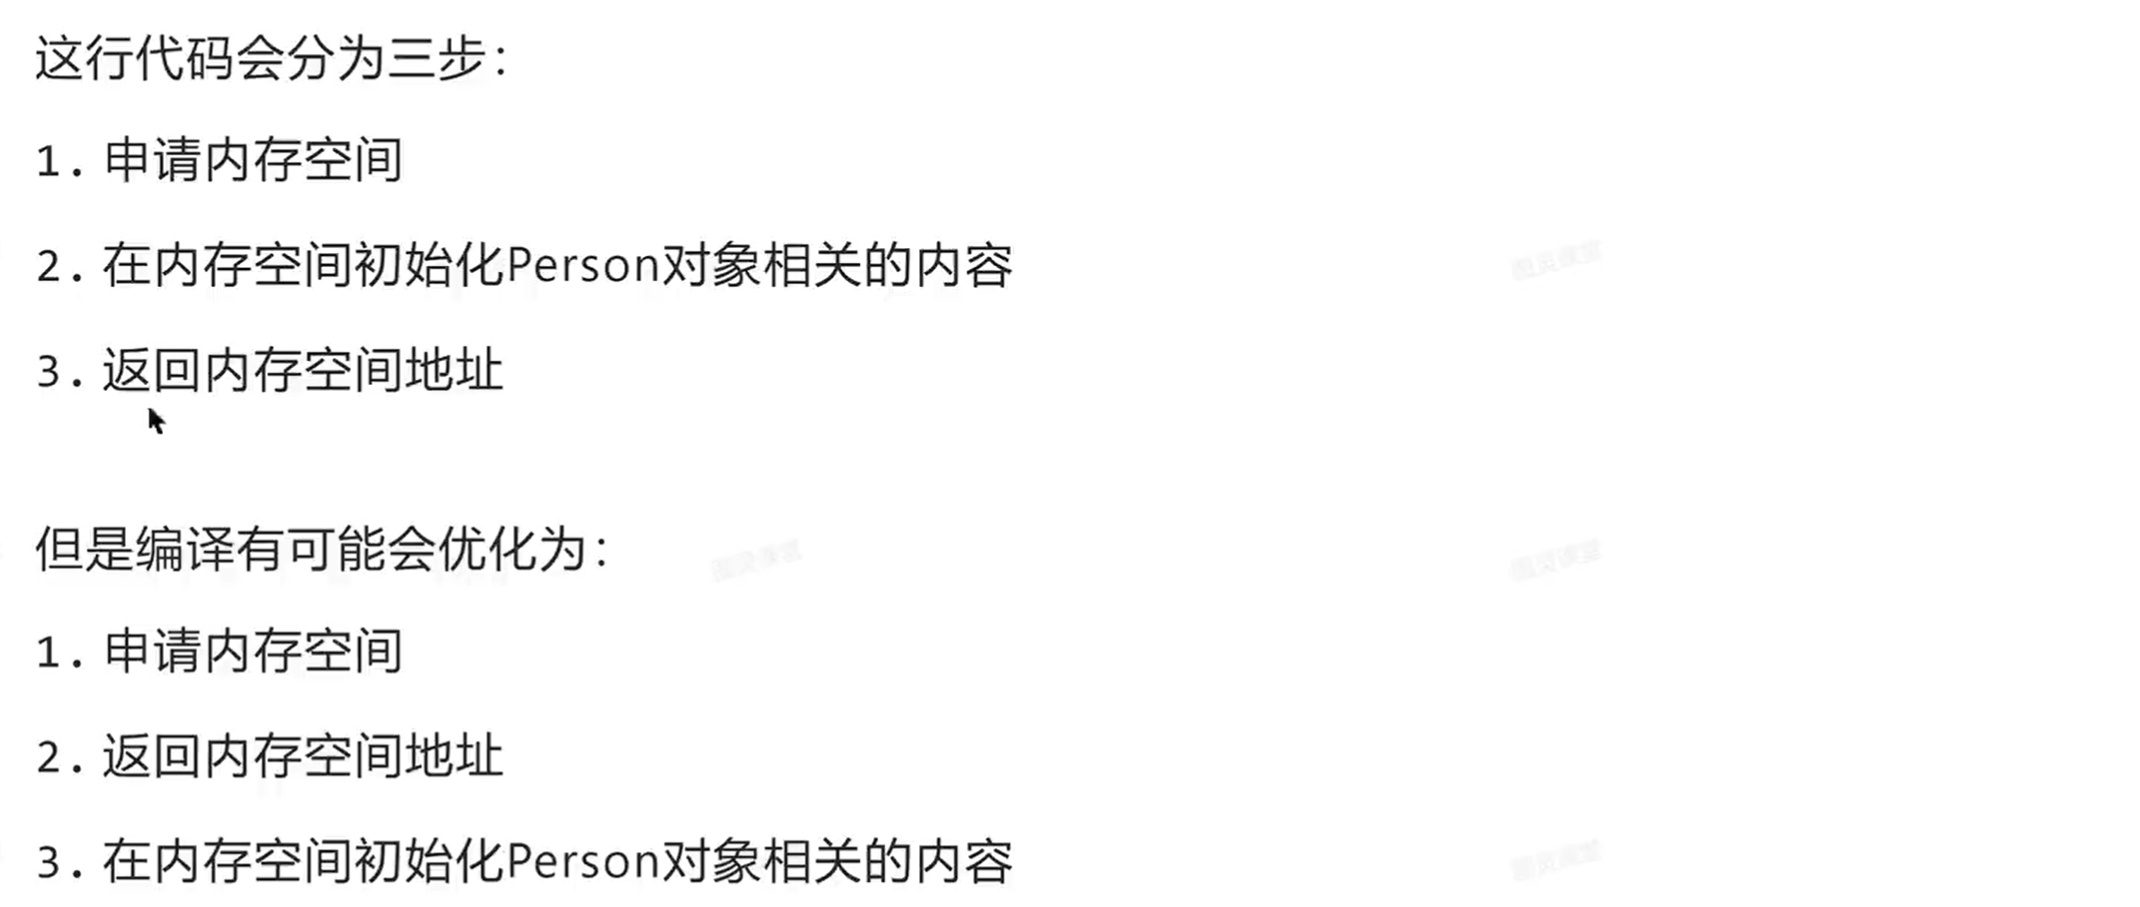 这行代码会分为三步：
1. 申请内存空间
2. 在内存空间初始化Person对象相关的内容
3. 返回内存空间地址
但是编译有可能会优化为：
1. 申请内存空间
2. 返回内存空间地址
3. 在内存空间初始化Person对象相关的内容